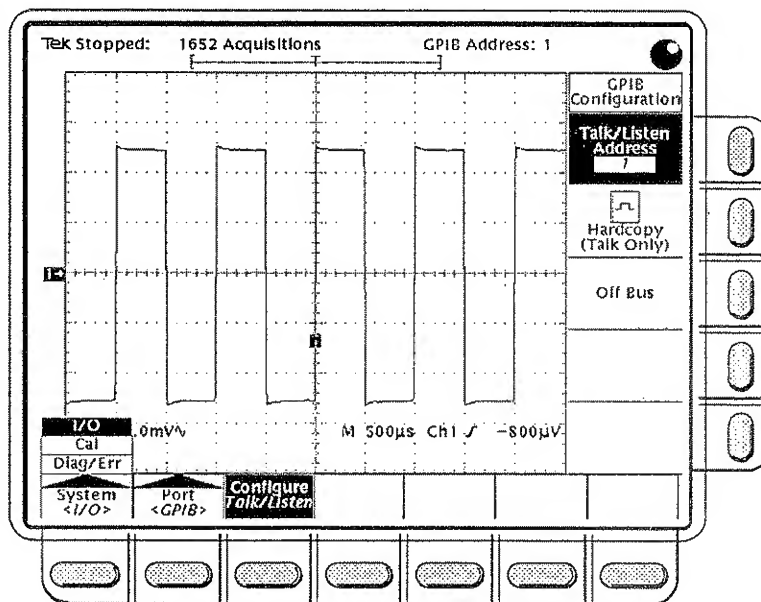 Tek Stopped: 1652 Acquisitions GPIB Address: 1
GPIB
Configuration
Talk/Listen
Address
1
Hardcopy
(Talk Only)
1→
Off Bus
I/O
.0mV∿ M 500µs Ch1 ƒ -800µV
Cal
Diag/Err
System
<I/O>
Port
<GPIB>
Configure
Talk/Listen